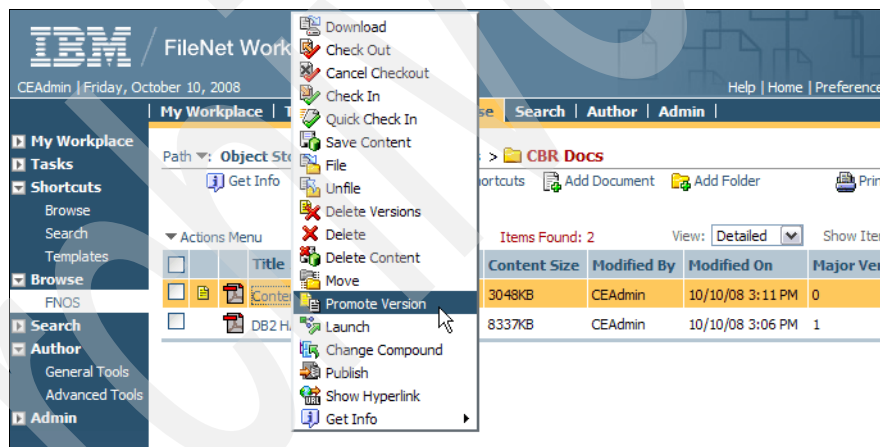 IBM / FileNet Work
CEAdmin | Friday, October 10, 2008
Help | Home | Preference
My Workplace | T
se | Search | Author | Admin |
My Workplace
Tasks
Shortcuts
Browse
Search
Templates
Browse
FNOS
Search
Author
General Tools
Advanced Tools
Admin
Path : Object Sto
> CBR Docs
Get Info
ortcuts
Add Document
Add Folder
Prin
Actions Menu
Items Found: 2
View: Detailed
Show Iter
Title
Content Size
Modified By
Modified On
Major Ver
Conte
3048KB
CEAdmin
10/10/08 3:11 PM
0
DB2 H
8337KB
CEAdmin
10/10/08 3:06 PM
1
Download
Check Out
Cancel Checkout
Check In
Quick Check In
Save Content
File
Unfile
Delete Versions
Delete
Delete Content
Move
Promote Version
Launch
Change Compound
Publish
Show Hyperlink
Get Info